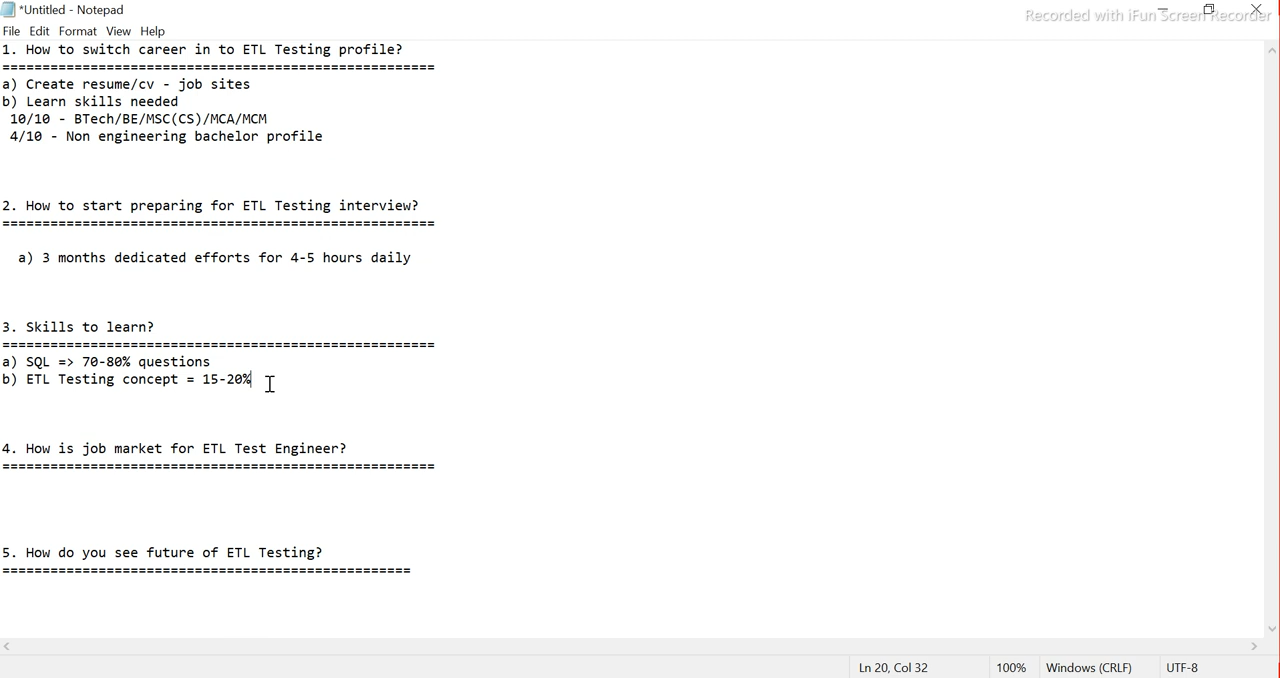 *Untitled - Notepad
Recorded with iFun Screen Recorder
File Edit Format View Help
1. How to switch career in to ETL Testing profile?
======================================================
a) Create resume/cv - job sites
b) Learn skills needed
10/10 - BTech/BE/MSC(CS)/MCA/MCM
4/10 - Non engineering bachelor profile
2. How to start preparing for ETL Testing interview?
======================================================
a) 3 months dedicated efforts for 4-5 hours daily
3. Skills to learn?
======================================================
a) SQL => 70-80% questions
b) ETL Testing concept = 15-20%
4. How is job market for ETL Test Engineer?
======================================================
5. How do you see future of ETL Testing?
===================================================
Ln 20, Col 32 100% Windows (CRLF) UTF-8